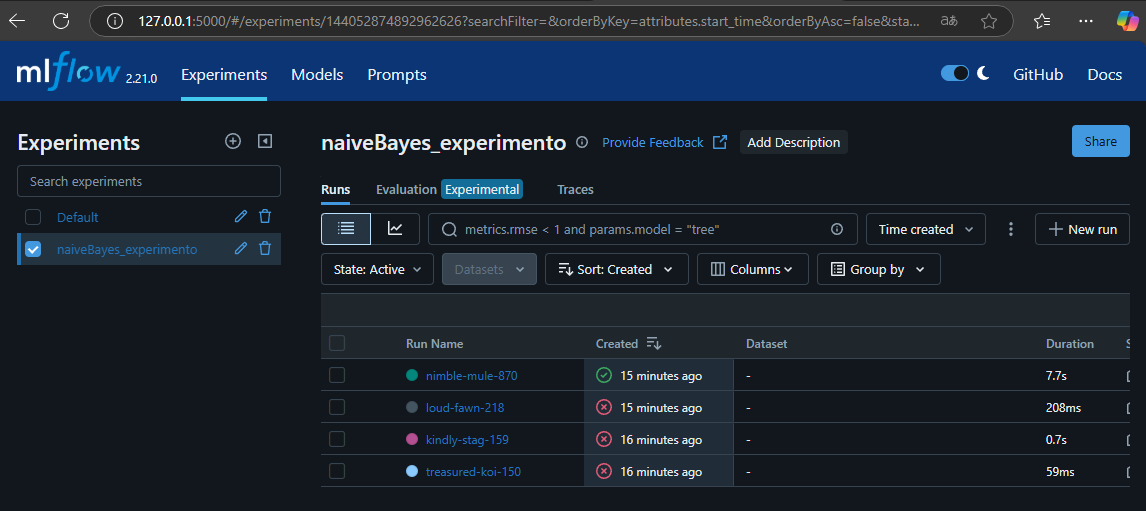 127.0.0.1:5000/#/experiments/144052874892962626?searchFilter=&orderByKey=attributes.start_time&orderByAsc=false&sta...
mlflow 2.21.0 Experiments Models Prompts GitHub Docs
Experiments
Search experiments
Default
naiveBayes_experimento
naiveBayes_experimento Provide Feedback Add Description Share
Runs Evaluation Experimental Traces
metrics.rmse < 1 and params.model = "tree" Time created New run
State: Active Datasets Sort: Created Columns Group by
Run Name Created Dataset Duration
nimble-mule-870 15 minutes ago - 7.7s
loud-fawn-218 15 minutes ago - 208ms
kindly-stag-159 16 minutes ago - 0.7s
treasured-koi-150 16 minutes ago - 59ms